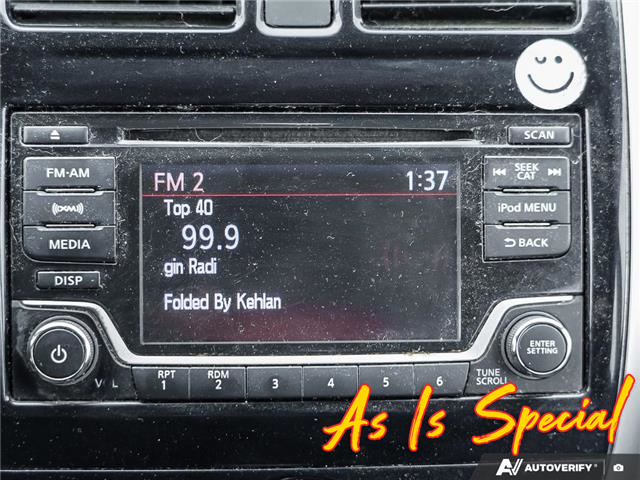 SCAN
FM·AM
SEEK
CAT
FM 2 1:37
XM
Top 40
iPod MENU
99.9
MEDIA
BACK
gin Radi
DISP
Folded By Kehlan
ENTER
SETTING
VOL
RPT
1
RDM
2
3
4
5
6
TUNE
SCROLL
As Is Special
AUTOVERIFY